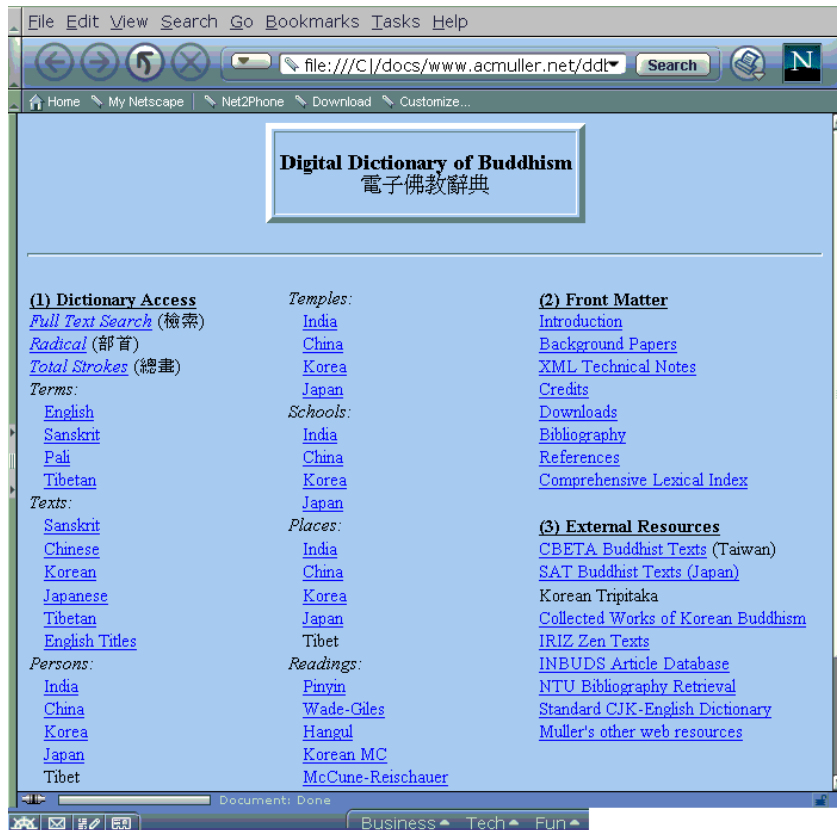 File Edit View Search Go Bookmarks Tasks Help
file:///C|/docs/www.acmuller.net/ddb Search N
Home My Netscape Net2Phone Download Customize...
Digital Dictionary of Buddhism
電子佛教辭典
(1) Dictionary Access
Full Text Search (檢索)
Radical (部首)
Total Strokes (總畫)
Terms:
English
Sanskrit
Pali
Tibetan
Texts:
Sanskrit
Chinese
Korean
Japanese
Tibetan
English Titles
Persons:
India
China
Korea
Japan
Tibet
Temples:
India
China
Korea
Japan
Schools:
India
China
Korea
Japan
Places:
India
China
Korea
Japan
Tibet
Readings:
Pinyin
Wade-Giles
Hangul
Korean MC
McCune-Reischauer
(2) Front Matter
Introduction
Background Papers
XML Technical Notes
Credits
Downloads
Bibliography
References
Comprehensive Lexical Index
(3) External Resources
CBETA Buddhist Texts (Taiwan)
SAT Buddhist Texts (Japan)
Korean Tripitaka
Collected Works of Korean Buddhism
IRIZ Zen Texts
INBUDS Article Database
NTU Bibliography Retrieval
Standard CJK-English Dictionary
Muller's other web resources
Document: Done
Business Tech Fun